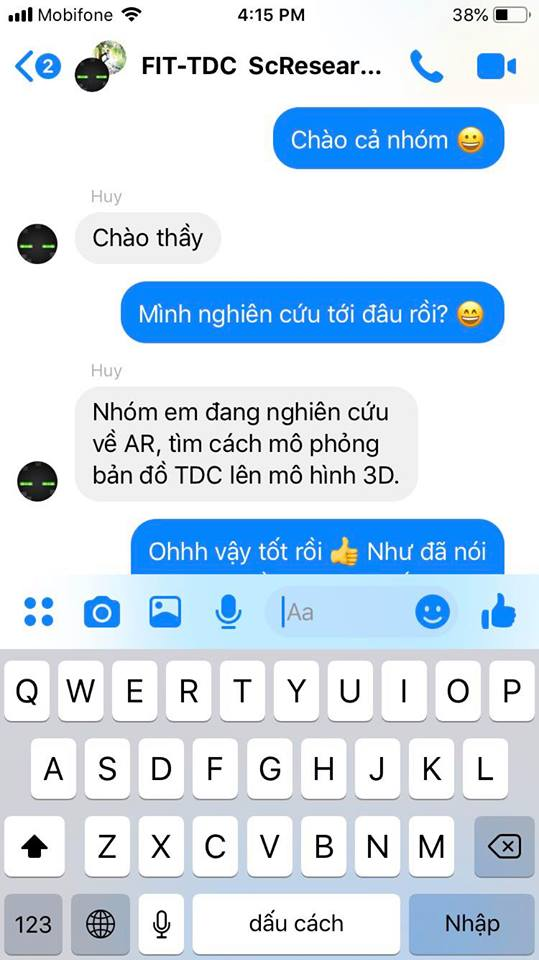 Mobifone 4:15 PM 38%
2 FIT-TDC ScResear...
Chào cả nhóm 😀
Huy
Chào thầy
Mình nghiên cứu tới đâu rồi? 😄
Huy
Nhóm em đang nghiên cứu
về AR, tìm cách mô phỏng
bản đồ TDC lên mô hình 3D.
Ohhh vậy tốt rồi 👍 Như đã nói
Aa
Q W E R T Y U I O P
A S D F G H J K L
Z X C V B N M
123 dấu cách Nhập